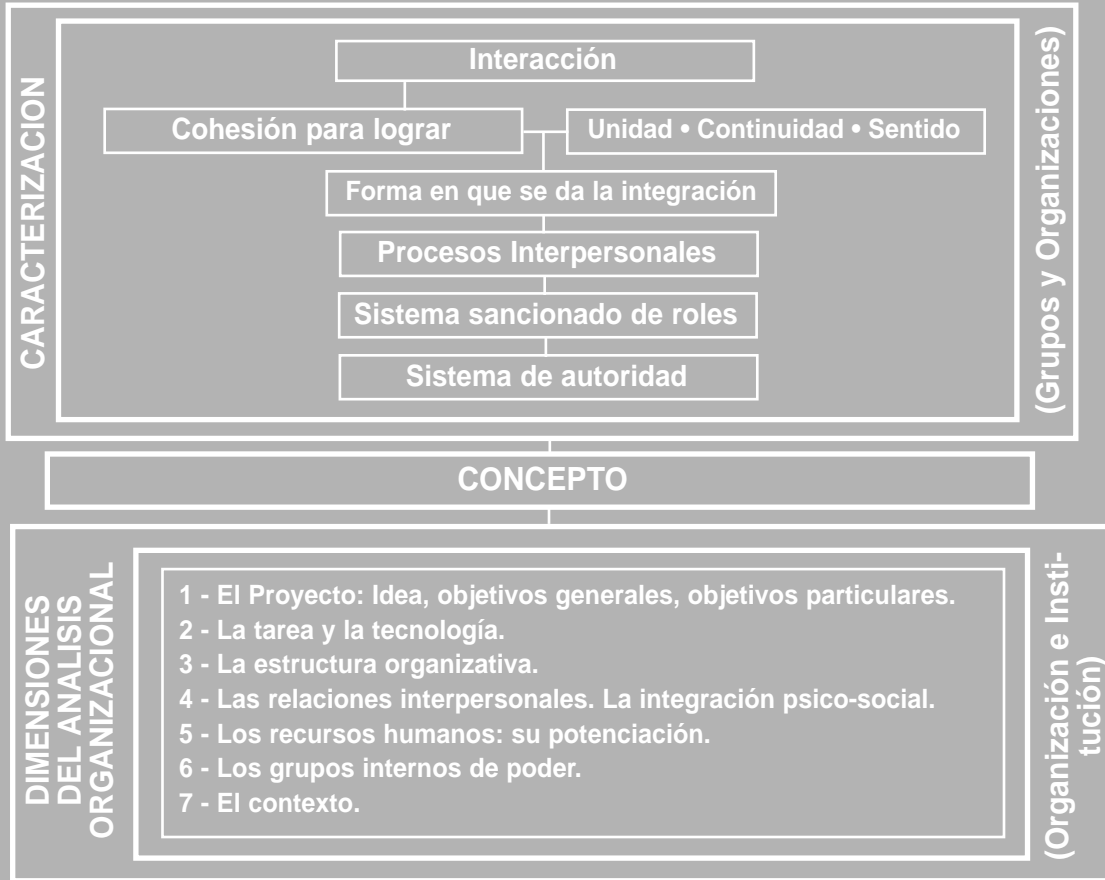 CARACTERIZACION
Interacción
Cohesión para lograr
Unidad • Continuidad • Sentido
Forma en que se da la integración
Procesos Interpersonales
Sistema sancionado de roles
Sistema de autoridad
(Grupos y Organizaciones)
CONCEPTO
DIMENSIONES
DEL ANALISIS
ORGANIZACIONAL
1 - El Proyecto: Idea, objetivos generales, objetivos particulares.
2 - La tarea y la tecnología.
3 - La estructura organizativa.
4 - Las relaciones interpersonales. La integración psico-social.
5 - Los recursos humanos: su potenciación.
6 - Los grupos internos de poder.
7 - El contexto.
(Organización e Insti-
tución)